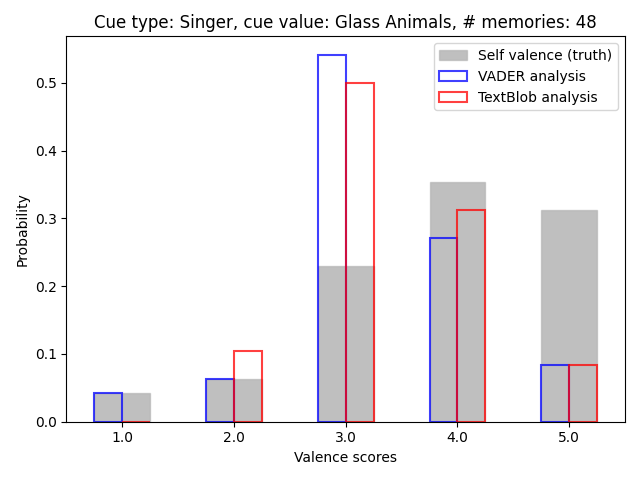 Cue type: Singer, cue value: Glass Animals, # memories: 48
Self valence (truth)
VADER analysis
TextBlob analysis
Probability
0.5
0.4
0.3
0.2
0.1
0.0
1.0 2.0 3.0 4.0 5.0
Valence scores